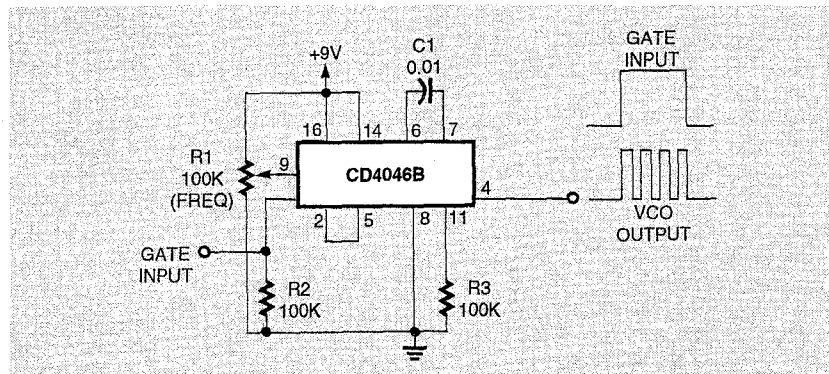 +9V
C1
0.01
GATE
INPUT
16
14
6
7
R1
100K
(FREQ)
9
CD4046B
4
2
5
8
11
VCO
OUTPUT
GATE
INPUT
R2
100K
R3
100K